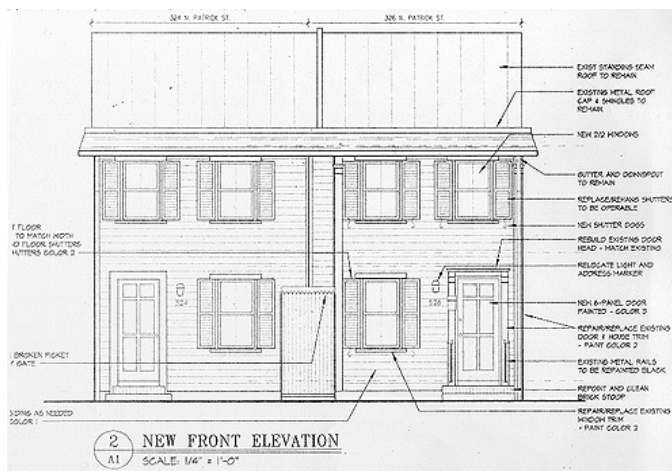 324 N. PATRICK ST.
326 N. PATRICK ST.
EXIST STANDING SEAM
ROOF TO REMAIN
EXISTING METAL ROOF
CAP & SHINGLES TO
REMAIN
NEW 2/2 WINDOWS
GUTTER AND DOWNSPOUT
TO REMAIN
REPLACE/REHANG SHUTTERS
TO BE OPERABLE
NEW SHUTTER DOGS
REBUILD EXISTING DOOR
HEAD - MATCH EXISTING
RELOCATE LIGHT AND
ADDRESS MARKER
NEW 6-PANEL DOOR
PAINTED - COLOR 3
REPAIR/REPLACE EXISTING
DOOR & HOUSE TRIM
- PAINT COLOR 2
EXISTING METAL RAILS
TO BE REPAINTED BLACK
REPOINT AND CLEAN
BRICK STOOP
REPAIR/REPLACE EXISTING
WINDOW TRIM
- PAINT COLOR 2
FLOOR
TO MATCH WIDTH
FLOOR SHUTTERS
COLOR 2
324
326
BROKEN PICKET
GATE
AS NEEDED
COLOR 1
2
A1
NEW FRONT ELEVATION
SCALE: 1/4" = 1'-0"